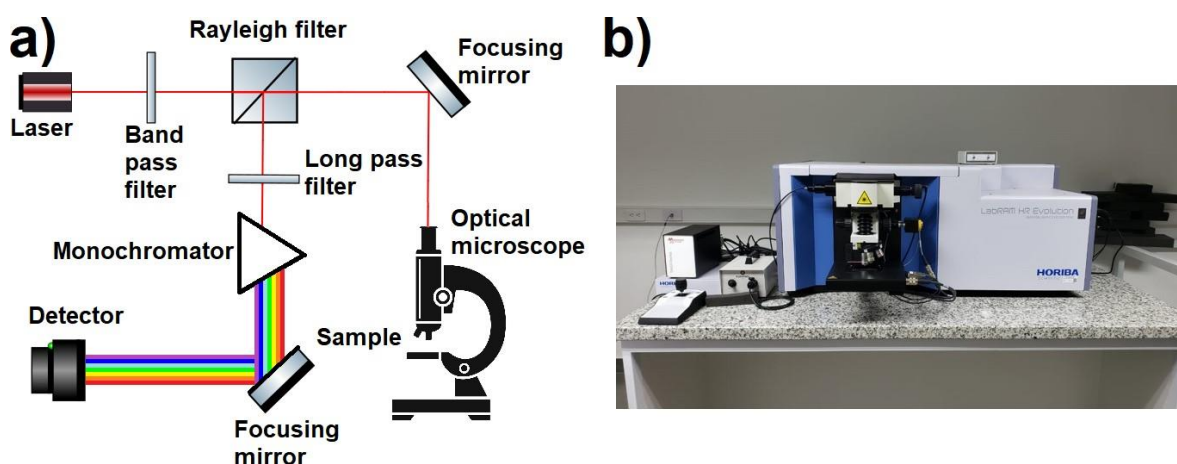 a)
Rayleigh filter
Focusing
mirror
Laser
Band
pass
filter
Long pass
filter
Optical
microscope
Monochromator
Detector
Sample
Focusing
mirror
b)
LabRAM HR Evolution
HORIBA
HORIBA